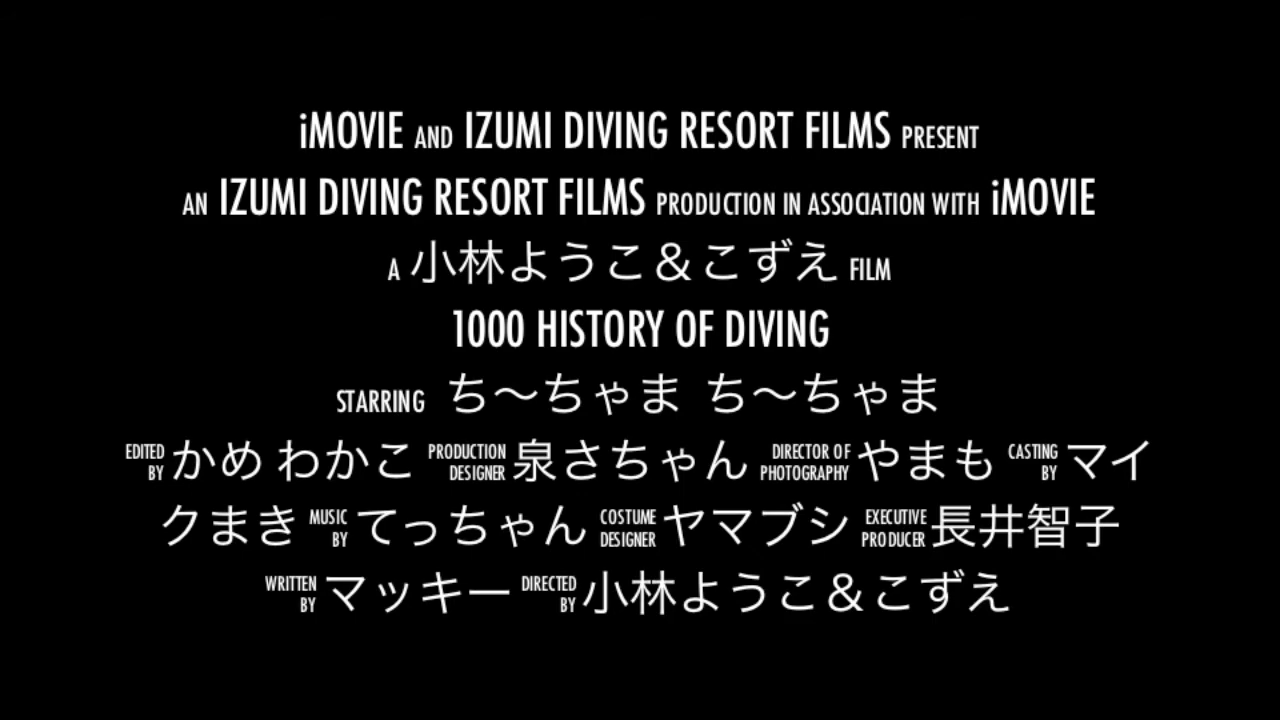 iMOVIE AND IZUMI DIVING RESORT FILMS PRESENT
AN IZUMI DIVING RESORT FILMS PRODUCTION IN ASSOCIATION WITH iMOVIE
A 小林ようこ＆こずえ FILM
1000 HISTORY OF DIVING
STARRING ち〜ちゃま ち〜ちゃま
EDITED BY かめ わかこ PRODUCTION DESIGNER 泉さちゃん DIRECTOR OF PHOTOGRAPHY やまも CASTING BY マイ
クまき MUSIC BY てっちゃん COSTUME DESIGNER ヤマブシ EXECUTIVE PRODUCER 長井智子
WRITTEN BY マッキー DIRECTED BY 小林ようこ＆こずえ